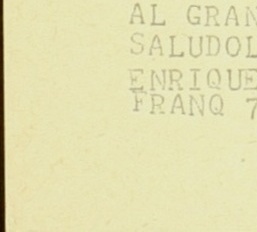 AL GRAN
SALUDOL
ENRIQUE
FRANQ 7